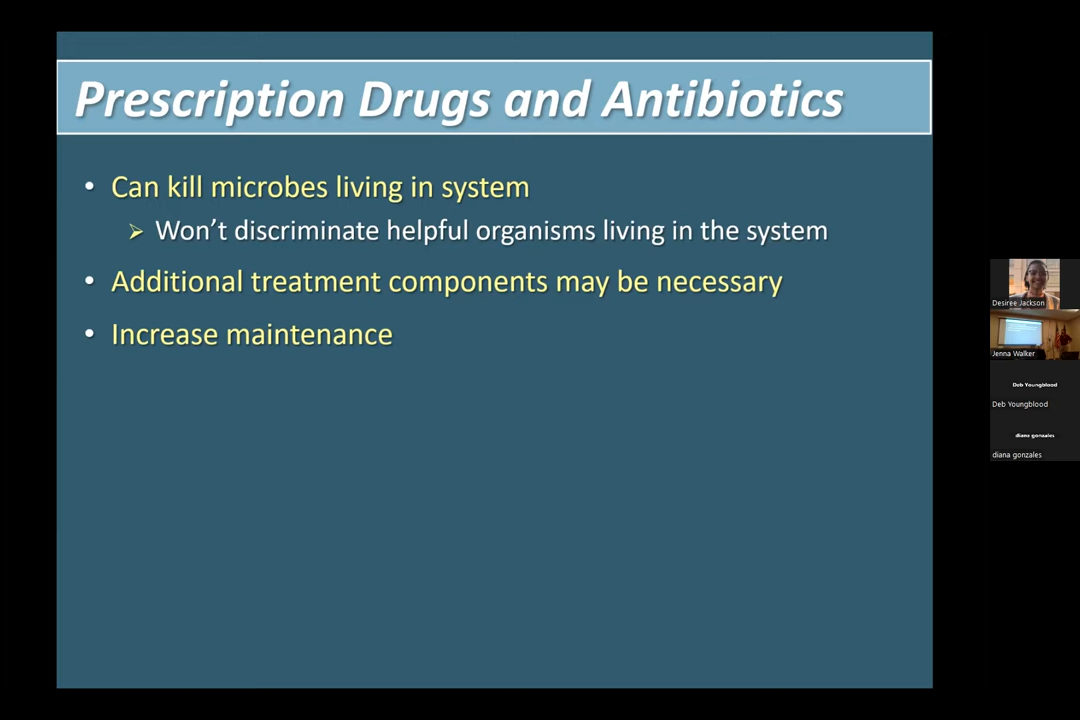 Prescription Drugs and Antibiotics
• Can kill microbes living in system
➢ Won't discriminate helpful organisms living in the system
• Additional treatment components may be necessary
• Increase maintenance
Desiree Jackson
Jenna Walker
Deb Youngblood
Deb Youngblood
diana gonzales
diana gonzales